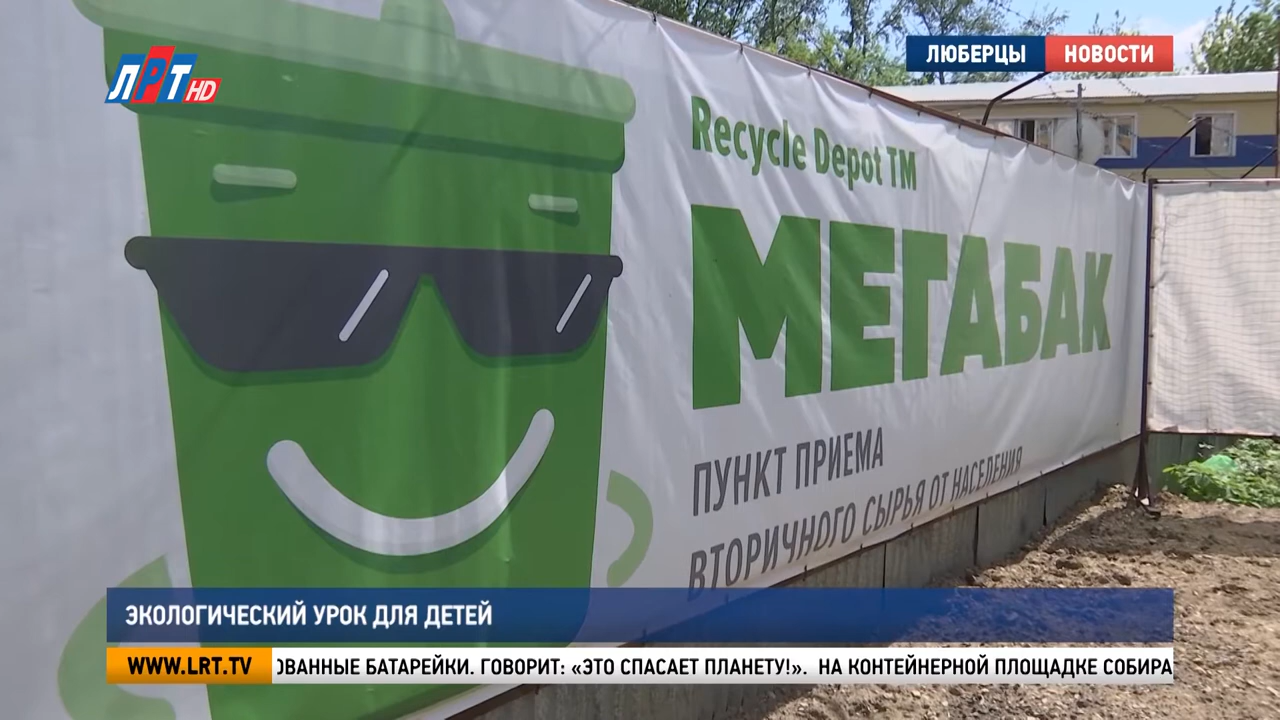 ЛРТ HD
ЛЮБЕРЦЫ НОВОСТИ
Recycle Depot TM
МЕГАБАК
ПУНКТ ПРИЕМА
ВТОРИЧНОГО СЫРЬЯ ОТ НАСЕЛЕНИЯ
ЭКОЛОГИЧЕСКИЙ УРОК ДЛЯ ДЕТЕЙ
WWW.LRT.TV ОВАННЫЕ БАТАРЕЙКИ. ГОВОРИТ: «ЭТО СПАСАЕТ ПЛАНЕТУ!». НА КОНТЕЙНЕРНОЙ ПЛОЩАДКЕ СОБИРА